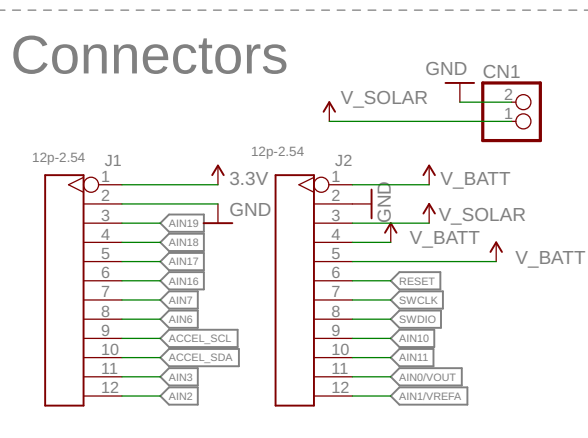 Connectors
GND CN1
V_SOLAR
2
1
12p-2.54 J1
1 3.3V
2 GND
3 AIN19
4 AIN18
5 AIN17
6 AIN16
7 AIN7
8 AIN6
9 ACCEL_SCL
10 ACCEL_SDA
11 AIN3
12 AIN2
12p-2.54 J2
1 V_BATT
2 GND
3 V_SOLAR
4 V_BATT
5 V_BATT
6 RESET
7 SWCLK
8 SWDIO
9 AIN10
10 AIN11
11 AIN0/VOUT
12 AIN1/VREFA